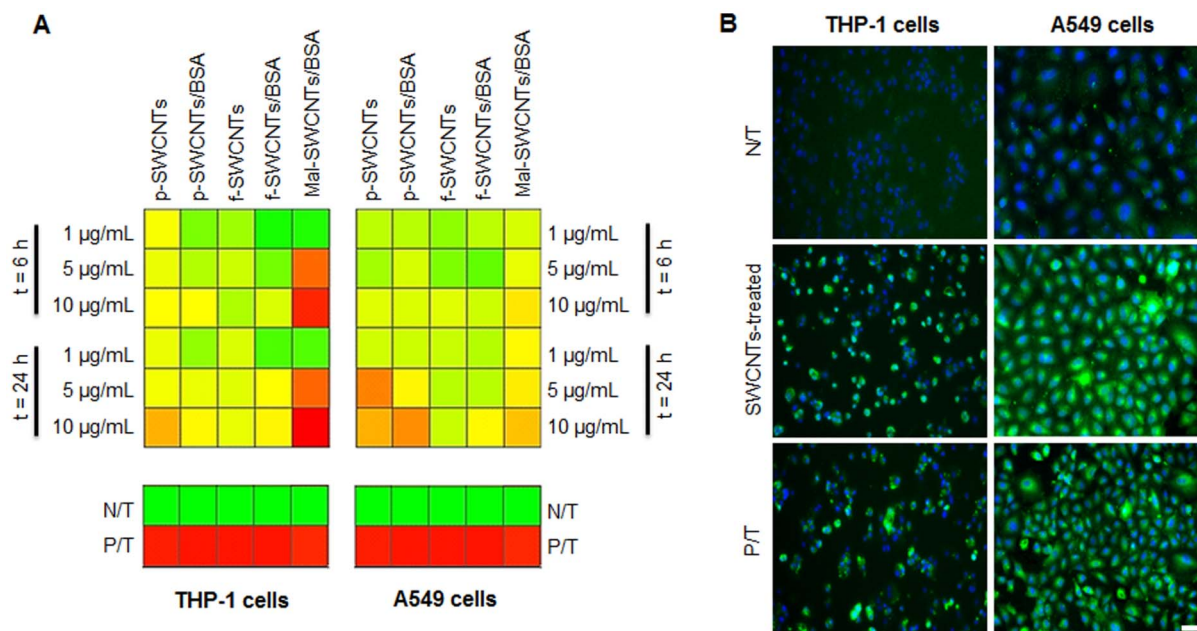 A
p-SWCNTs
p-SWCNTs/BSA
f-SWCNTs
f-SWCNTs/BSA
Mal-SWCNTs/BSA
p-SWCNTs
p-SWCNTs/BSA
f-SWCNTs
f-SWCNTs/BSA
Mal-SWCNTs/BSA
t = 6 h
1 µg/mL
5 µg/mL
10 µg/mL
t = 24 h
1 µg/mL
5 µg/mL
10 µg/mL
1 µg/mL
5 µg/mL
10 µg/mL
t = 6 h
1 µg/mL
5 µg/mL
10 µg/mL
t = 24 h
N/T
P/T
N/T
P/T
THP-1 cells
A549 cells
B
THP-1 cells
A549 cells
N/T
SWCNTs-treated
P/T